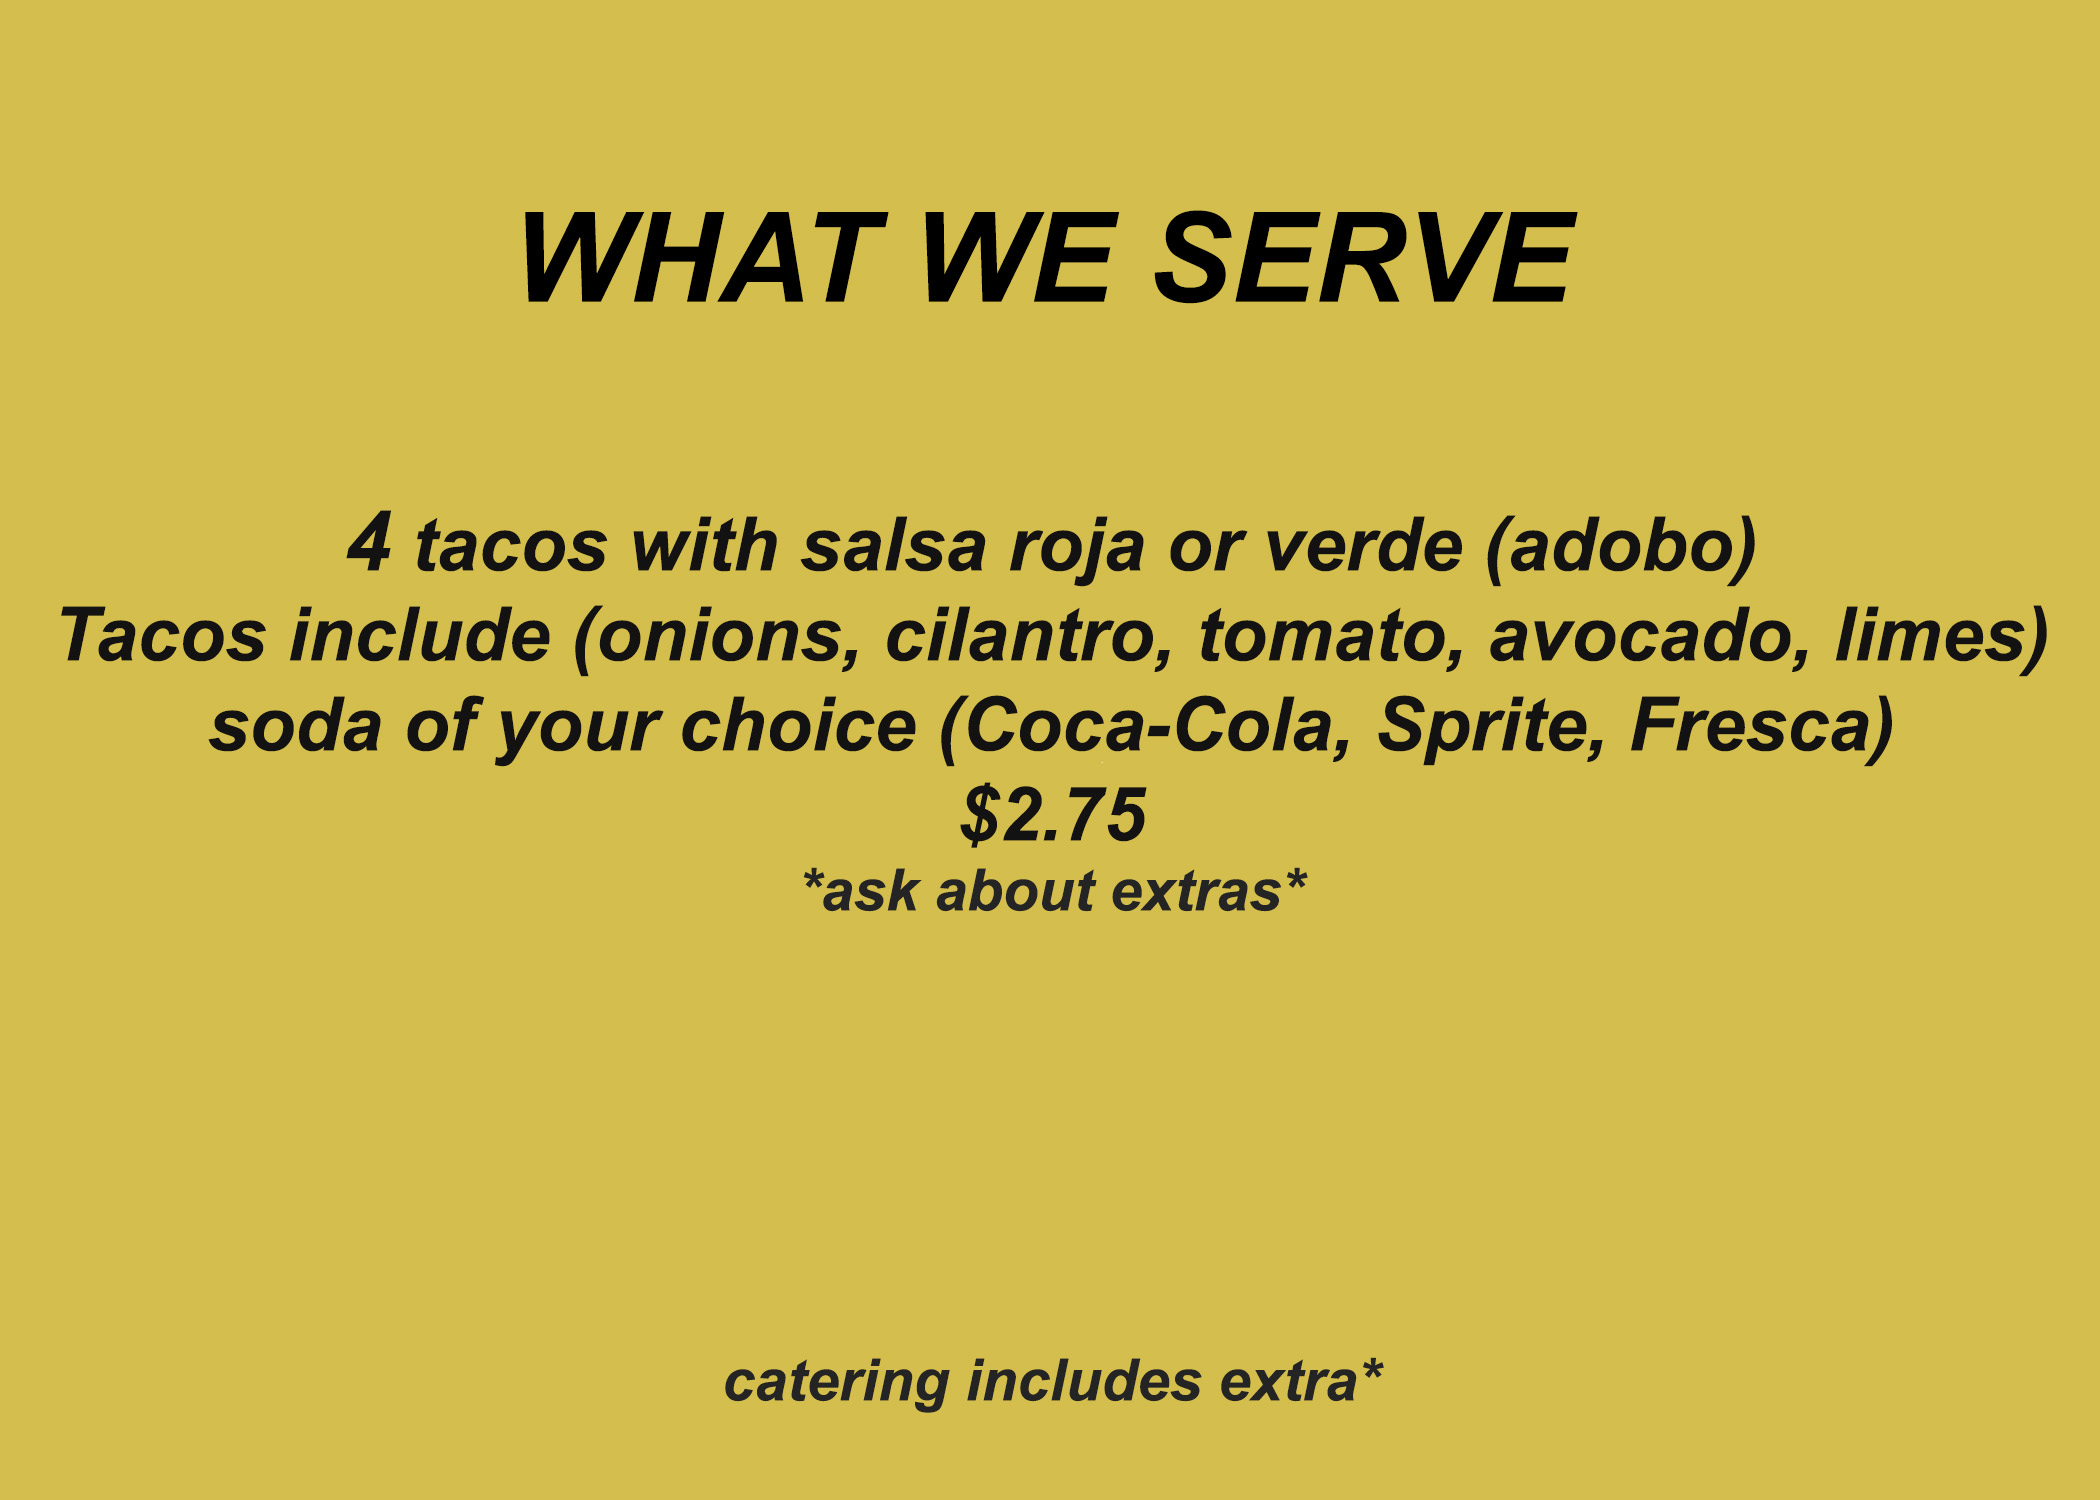 WHAT WE SERVE
4 tacos with salsa roja or verde (adobo)
Tacos include (onions, cilantro, tomato, avocado, limes)
soda of your choice (Coca-Cola, Sprite, Fresca)
$2.75
*ask about extras*
catering includes extra*